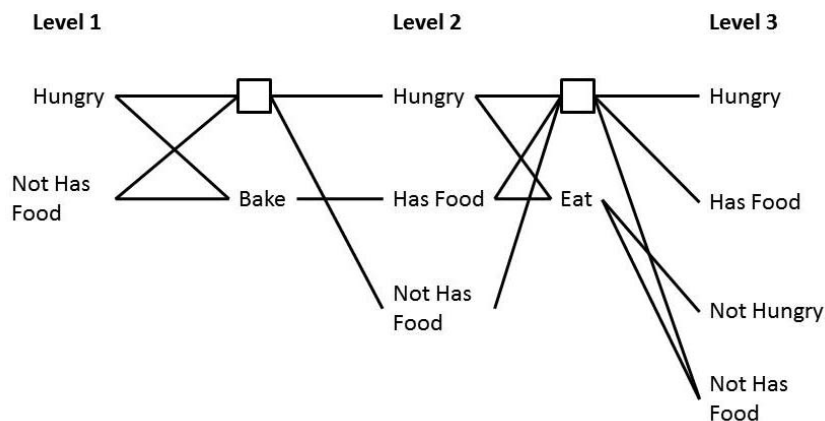 Level 1 Level 2 Level 3
Hungry Hungry Hungry
Not Has
Food
Bake Has Food Eat Has Food
Not Has
Food
Not Hungry
Not Has
Food